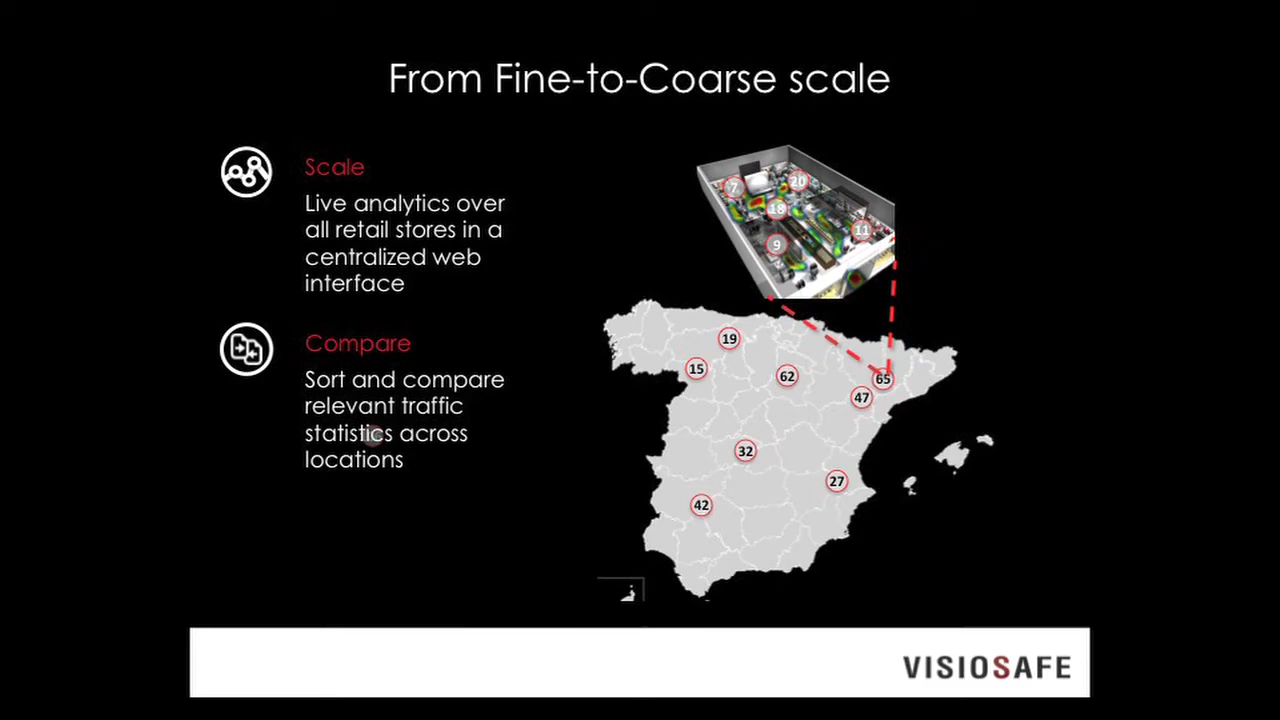 From Fine-to-Coarse scale
Scale
Live analytics over
all retail stores in a
centralized web
interface
Compare
Sort and compare
relevant traffic
statistics across
locations
7
20
18
11
9
19
15
62
65
47
32
27
42
VISIOSAFE